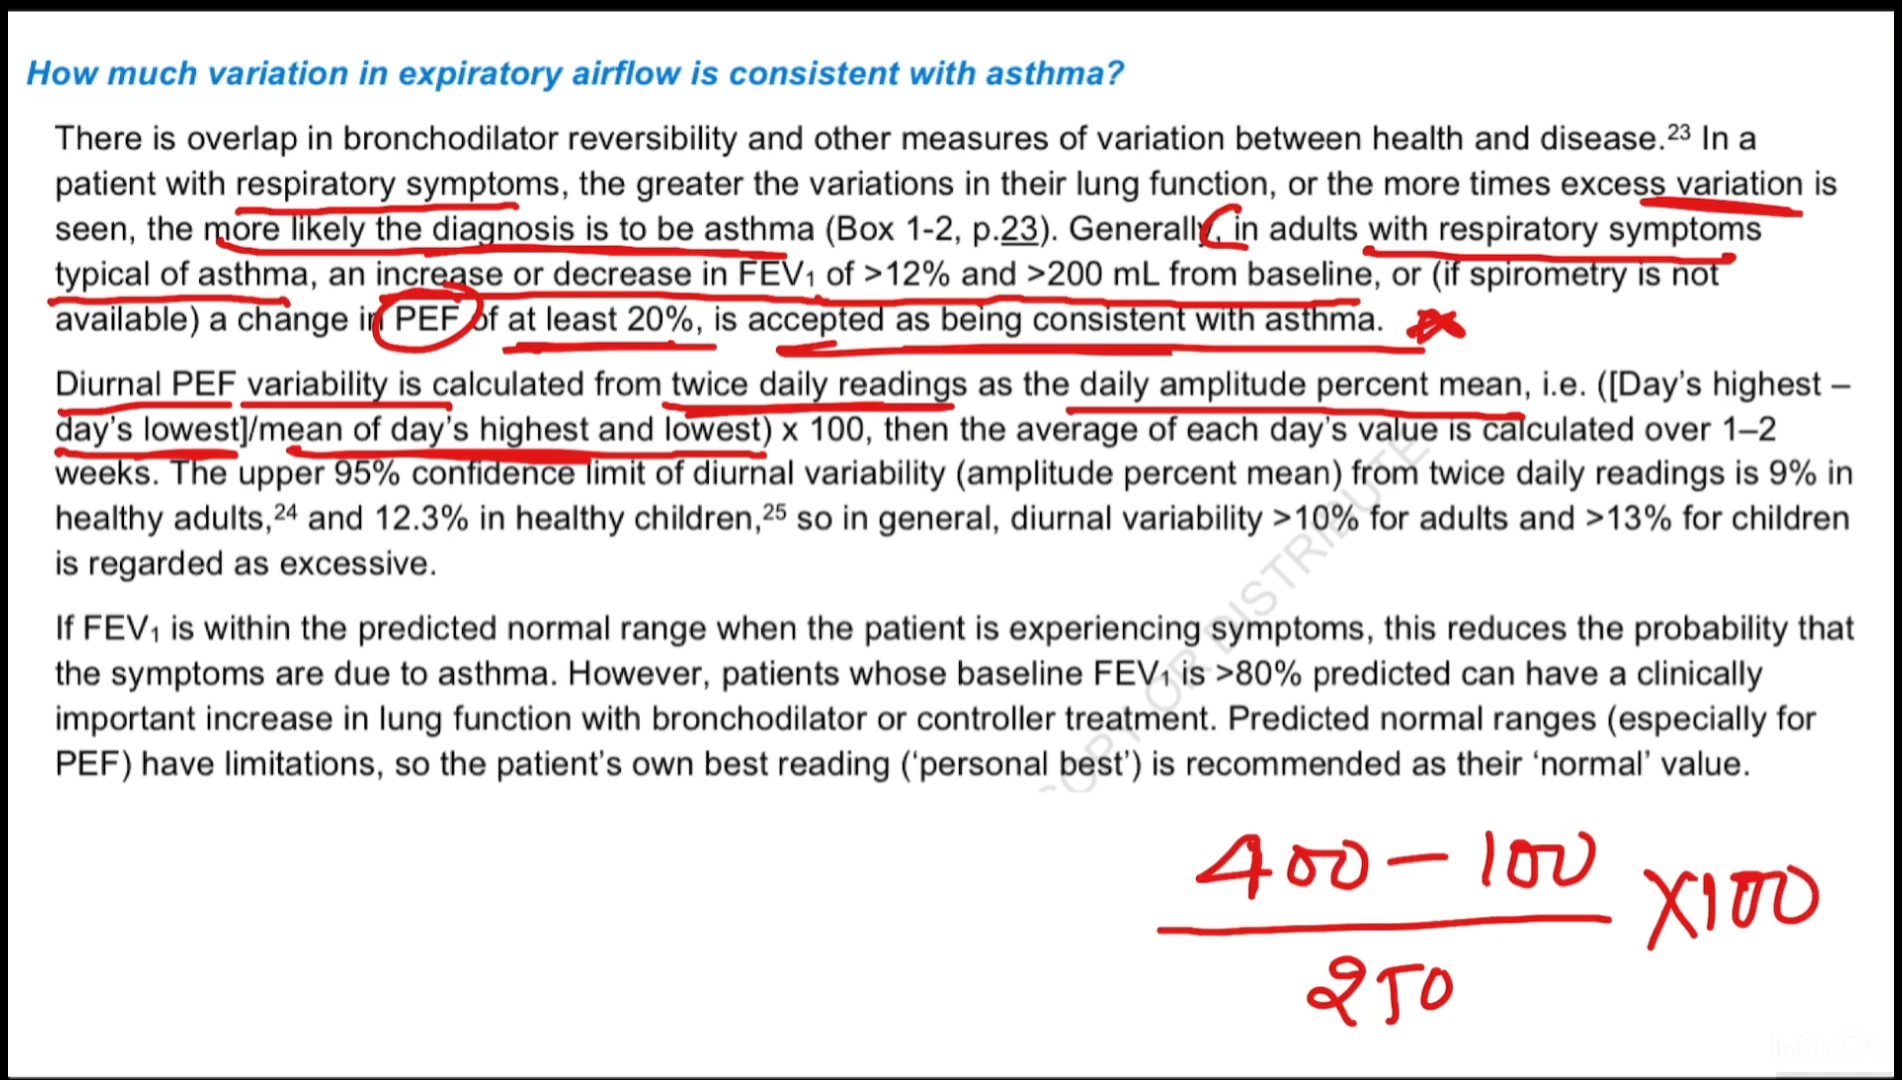 How much variation in expiratory airflow is consistent with asthma?
There is overlap in bronchodilator reversibility and other measures of variation between health and disease.²³ In a
patient with respiratory symptoms, the greater the variations in their lung function, or the more times excess variation is
seen, the more likely the diagnosis is to be asthma (Box 1-2, p.23). Generally, in adults with respiratory symptoms
typical of asthma, an increase or decrease in FEV₁ of >12% and >200 mL from baseline, or (if spirometry is not
available) a change in PEF of at least 20%, is accepted as being consistent with asthma.
Diurnal PEF variability is calculated from twice daily readings as the daily amplitude percent mean, i.e. ([Day’s highest –
day’s lowest]/mean of day’s highest and lowest) x 100, then the average of each day’s value is calculated over 1–2
weeks. The upper 95% confidence limit of diurnal variability (amplitude percent mean) from twice daily readings is 9% in
healthy adults,²⁴ and 12.3% in healthy children,²⁵ so in general, diurnal variability >10% for adults and >13% for children
is regarded as excessive.
If FEV₁ is within the predicted normal range when the patient is experiencing symptoms, this reduces the probability that
the symptoms are due to asthma. However, patients whose baseline FEV₁ is >80% predicted can have a clinically
important increase in lung function with bronchodilator or controller treatment. Predicted normal ranges (especially for
PEF) have limitations, so the patient’s own best reading (‘personal best’) is recommended as their ‘normal’ value.
OR DISTRIBUTE
400 – 100
X100
250